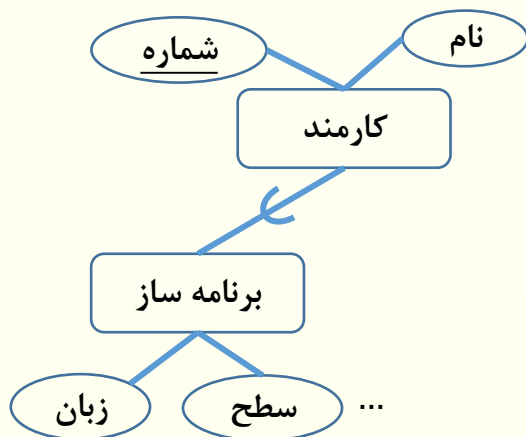 نام
شماره
کارمند
برنامه ساز
سطح
زبان
...